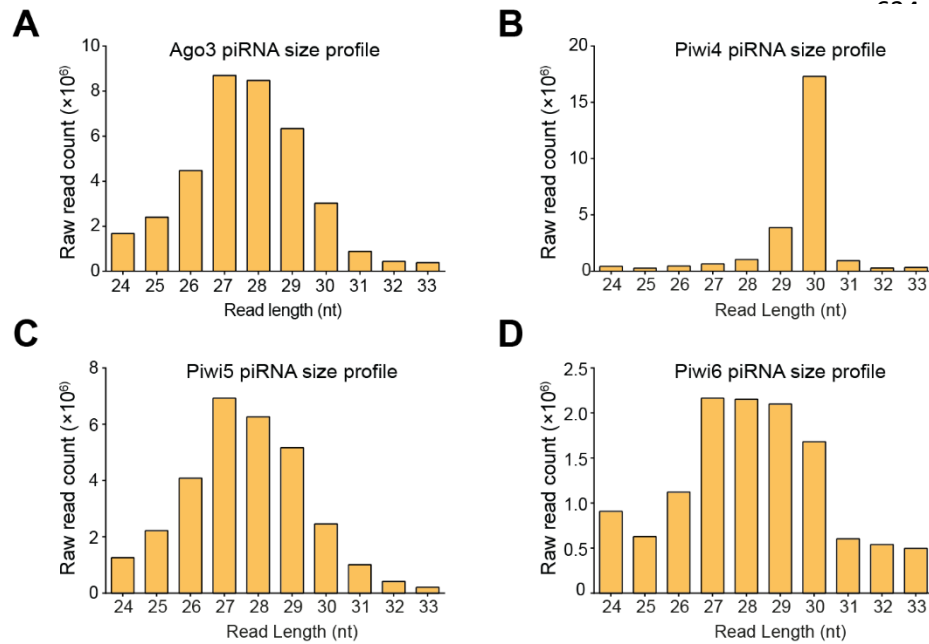 A
Ago3 piRNA size profile
Raw read count (×10⁶)
10
8
6
4
2
0
24 25 26 27 28 29 30 31 32 33
Read length (nt)
B
Piwi4 piRNA size profile
Raw read count (×10⁶)
20
15
10
5
0
24 25 26 27 28 29 30 31 32 33
Read Length (nt)
C
Piwi5 piRNA size profile
Raw read count (×10⁶)
8
6
4
2
0
24 25 26 27 28 29 30 31 32 33
Read Length (nt)
D
Piwi6 piRNA size profile
Raw read count (×10⁶)
2.5
2.0
1.5
1.0
0.5
0
24 25 26 27 28 29 30 31 32 33
Read Length (nt)